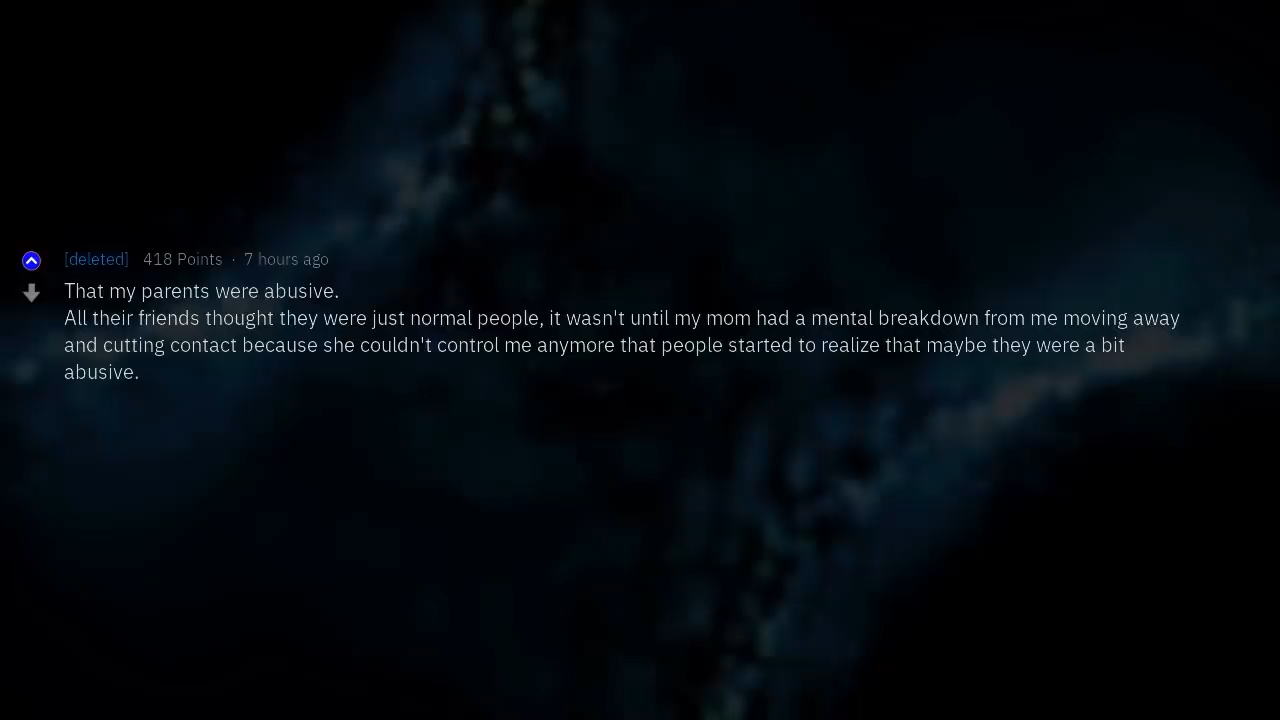 [deleted] 418 Points · 7 hours ago
That my parents were abusive.
All their friends thought they were just normal people, it wasn't until my mom had a mental breakdown from me moving away
and cutting contact because she couldn't control me anymore that people started to realize that maybe they were a bit
abusive.